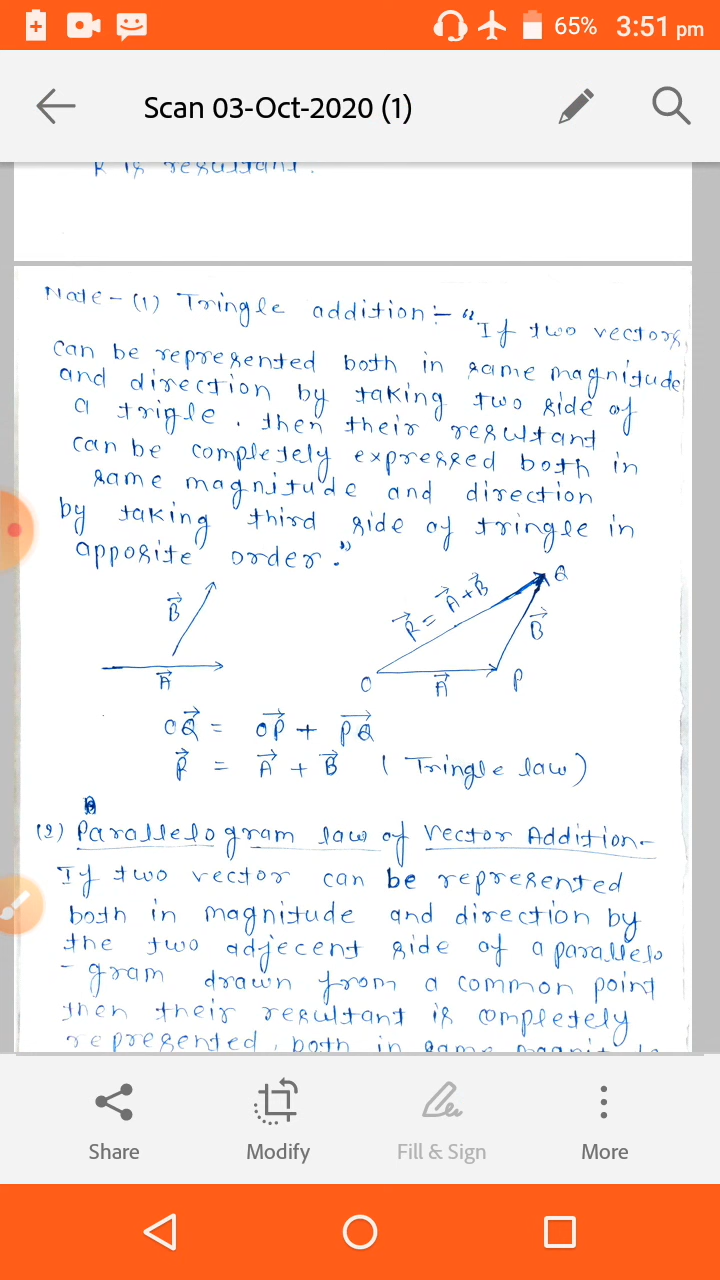 65% 3:51 pm
Scan 03-Oct-2020 (1)
R is resultant.
Note - (1) Tringle addition :- "If two vectors
can be represented both in same magnitude
and direction by taking two side of
a trigle, then their resultant
can be completely expressed both in
same magnitude and direction
by taking third side of tringle in
opposite order."
B⃗
A⃗
R⃗ = A⃗ + B⃗
Q
B⃗
O
A⃗
P
OQ⃗ = OP⃗ + PQ⃗
R⃗ = A⃗ + B⃗ (Tringle law)
(2) Parallelogram law of Vector Addition-
If two vector can be represented
both in magnitude and direction by
the two adjecent side of a parallelo
-gram drawn from a common point
then their resultant is completely
represented, both in same
Share
Modify
Fill & Sign
More